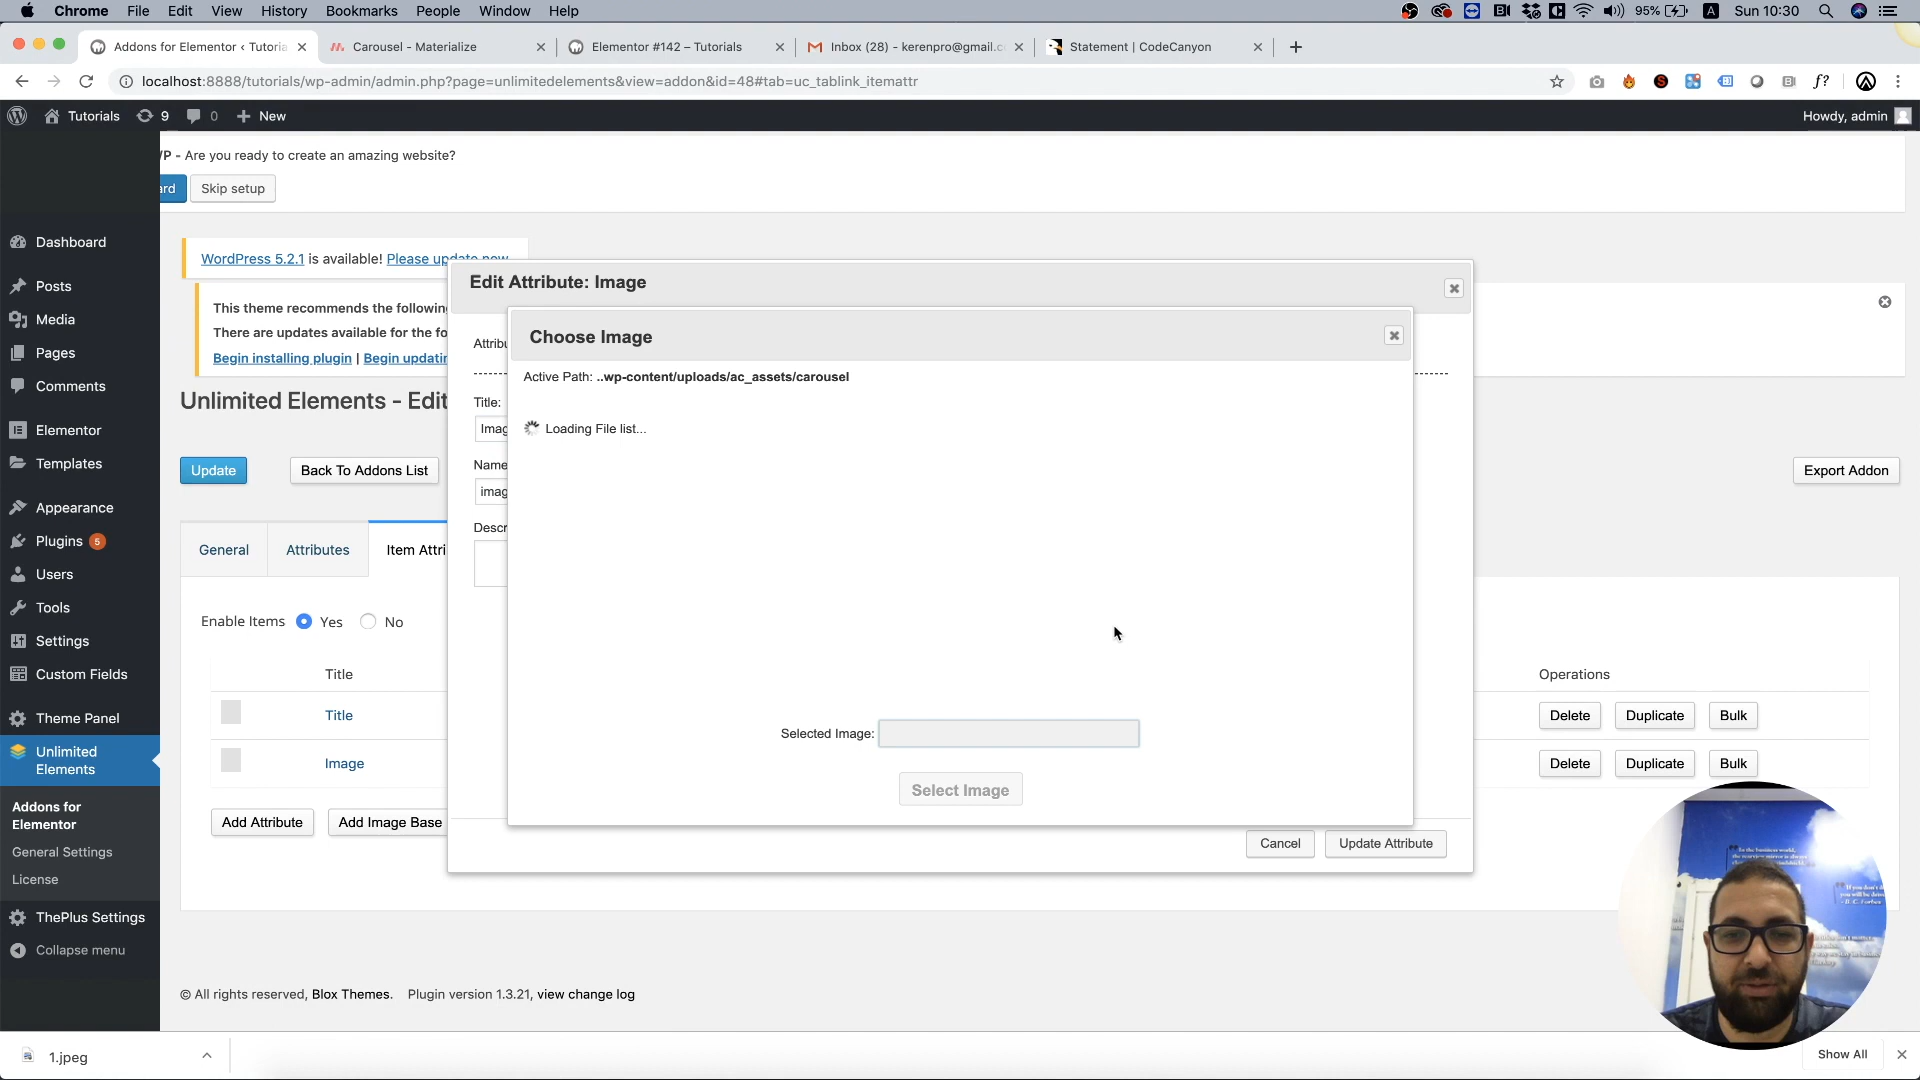 Chrome File Edit View History Bookmarks People Window Help
95% A Sun 10:30
Addons for Elementor ‹ Tutoria
Carousel - Materialize
Elementor #142 – Tutorials
Inbox (28) - kerenpro@gmail.c
Statement | CodeCanyon
localhost:8888/tutorials/wp-admin/admin.php?page=unlimitedelements&view=addon&id=48#tab=uc_tablink_itemattr
f?
Tutorials 9 0 New
Howdy, admin
/P - Are you ready to create an amazing website?
ard
Skip setup
WordPress 5.2.1 is available! Please update now
This theme recommends the following
There are updates available for the fo
Begin installing plugin | Begin updatin
Dashboard
Posts
Media
Pages
Comments
Elementor
Templates
Appearance
Plugins 5
Users
Tools
Settings
Custom Fields
Theme Panel
Unlimited
Elements
Addons for
Elementor
General Settings
License
ThePlus Settings
Collapse menu
Unlimited Elements - Edit
Update
Back To Addons List
Export Addon
General
Attributes
Item Attri
Enable Items Yes No
Title
Operations
Title
Delete Duplicate Bulk
Image
Delete Duplicate Bulk
Add Attribute
Add Image Base
Edit Attribute: Image
Attribu
Title:
Imag
Name
imag
Descr
Choose Image
Active Path: ..wp-content/uploads/ac_assets/carousel
Loading File list...
Selected Image:
Select Image
Cancel
Update Attribute
© All rights reserved, Blox Themes. Plugin version 1.3.21, view change log
1.jpeg
Show All